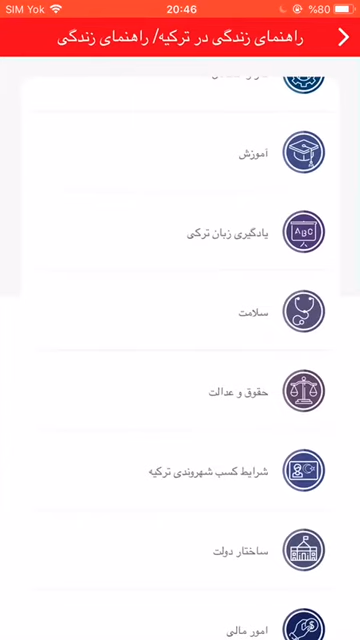 SIM Yok 20:46 %80
راهنمای زندگی در ترکیه/ راهنمای زندگی
آموزش
یادگیری زبان ترکی
ABC
سلامت
حقوق و عدالت
شرایط کسب شهروندی ترکیه
ساختار دولت
امور مالی